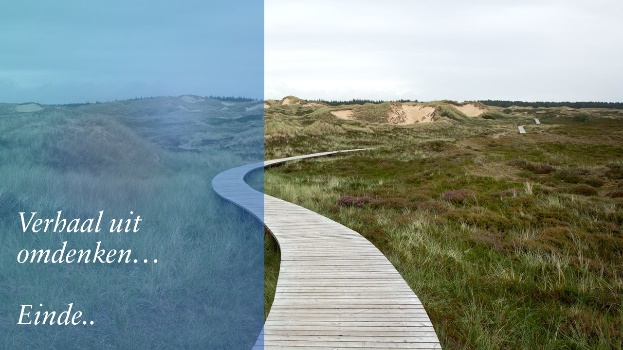 Verhaal uit
omdenken…
Einde..